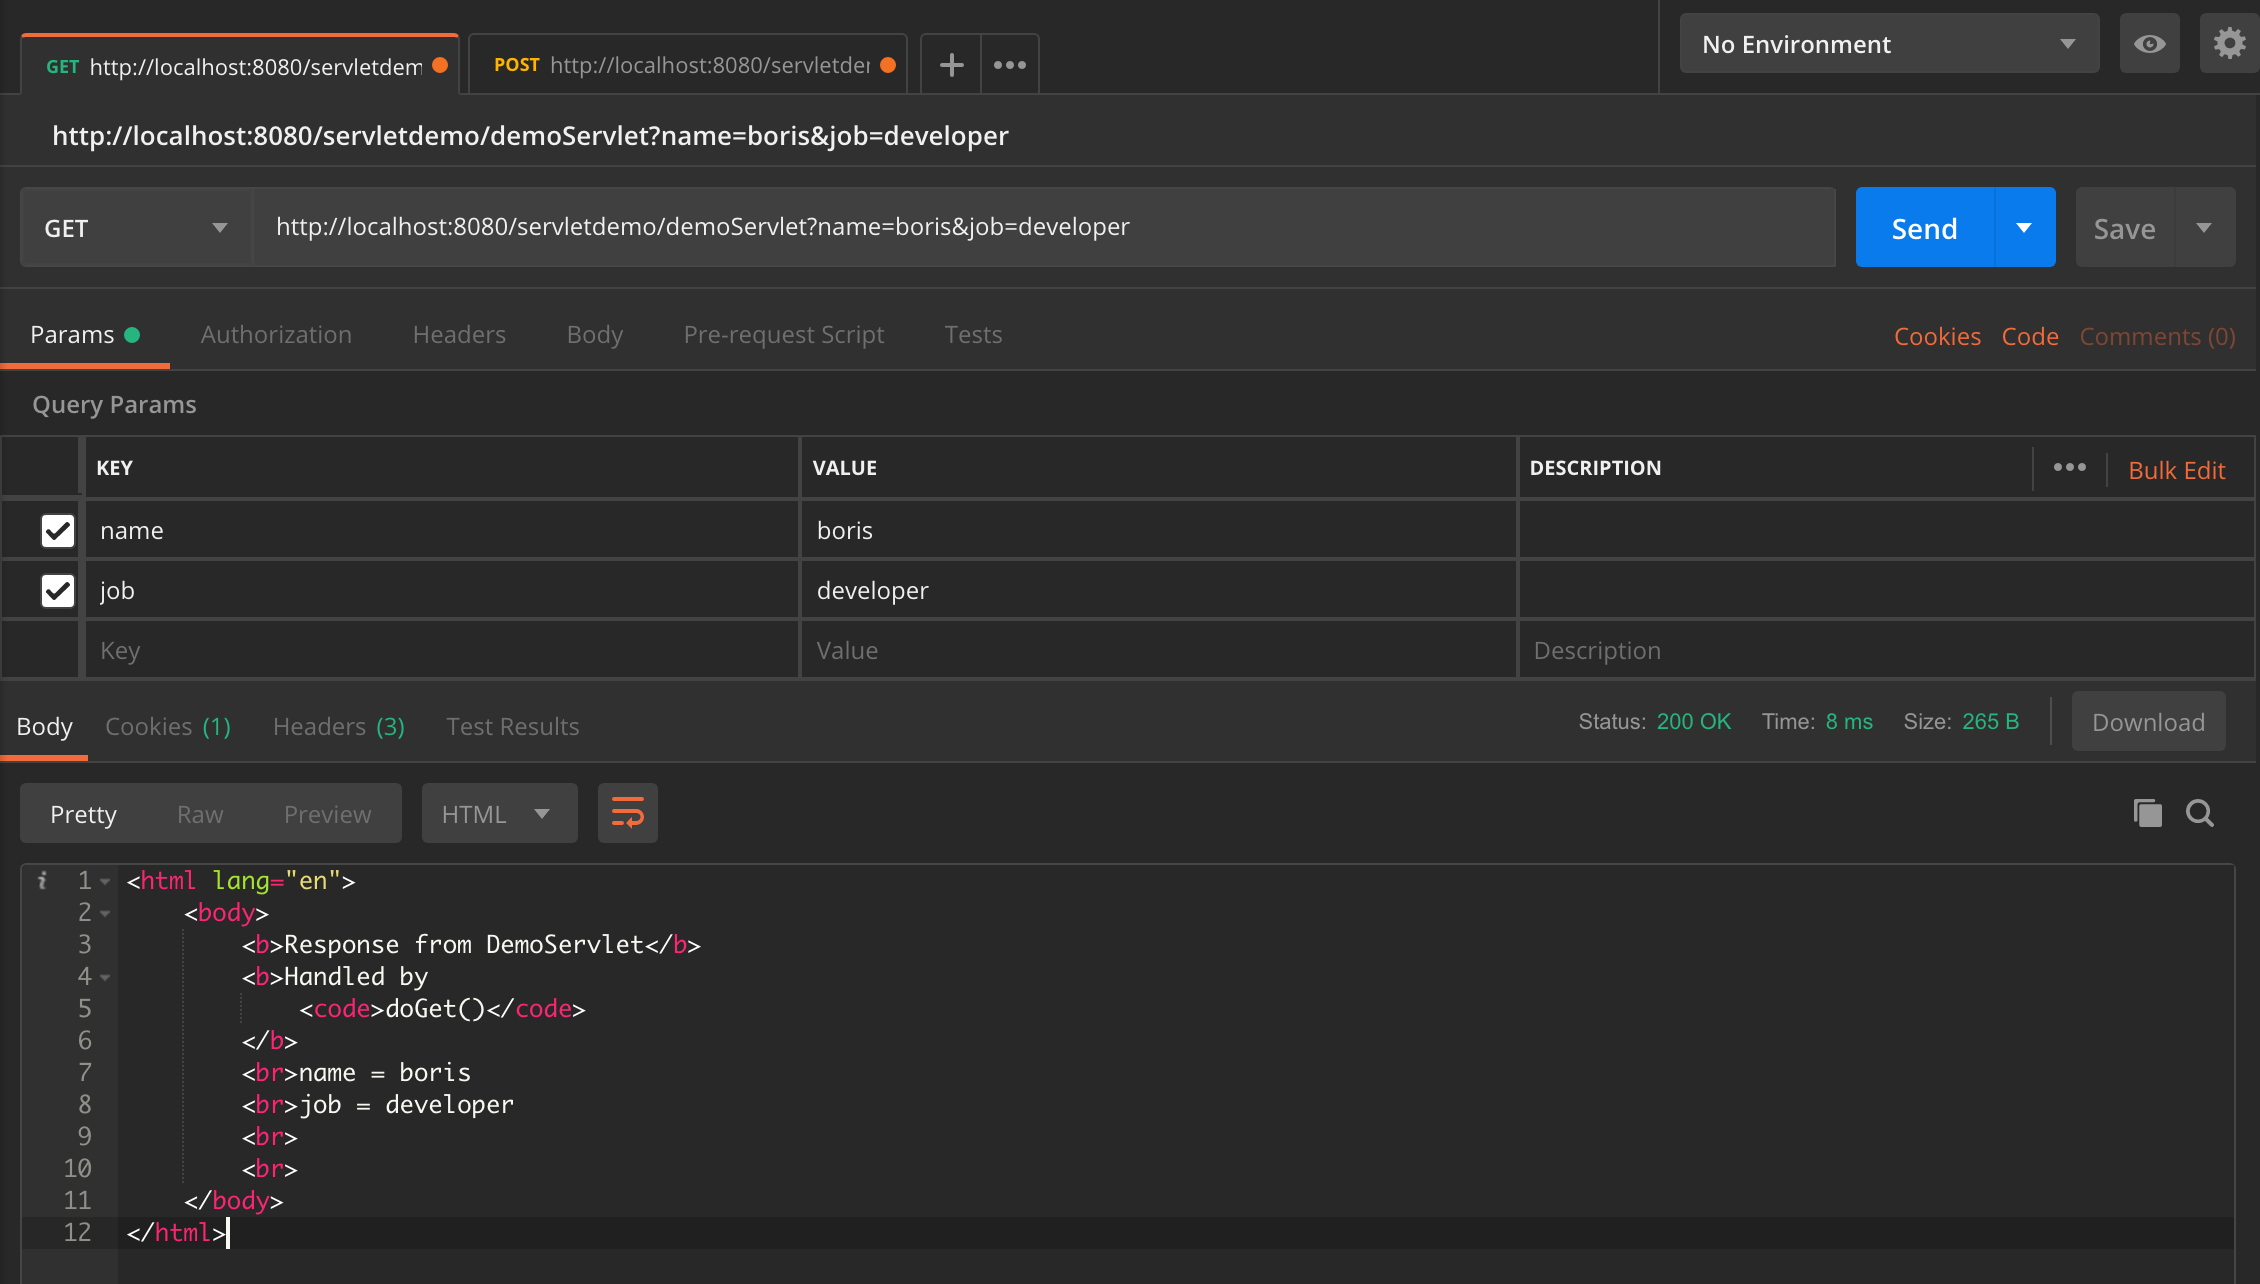 GET http://localhost:8080/servletdem
POST http://localhost:8080/servletder
No Environment
http://localhost:8080/servletdemo/demoServlet?name=boris&job=developer
GET http://localhost:8080/servletdemo/demoServlet?name=boris&job=developer Send Save
Params Authorization Headers Body Pre-request Script Tests Cookies Code Comments (0)
Query Params
KEY VALUE DESCRIPTION Bulk Edit
name boris
job developer
Key Value Description
Body Cookies (1) Headers (3) Test Results Status: 200 OK Time: 8 ms Size: 265 B Download
Pretty Raw Preview HTML
i 1 <html lang="en">
2 <body>
3 <b>Response from DemoServlet</b>
4 <b>Handled by
5 <code>doGet()</code>
6 </b>
7 <br>name = boris
8 <br>job = developer
9 <br>
10 <br>
11 </body>
12 </html>